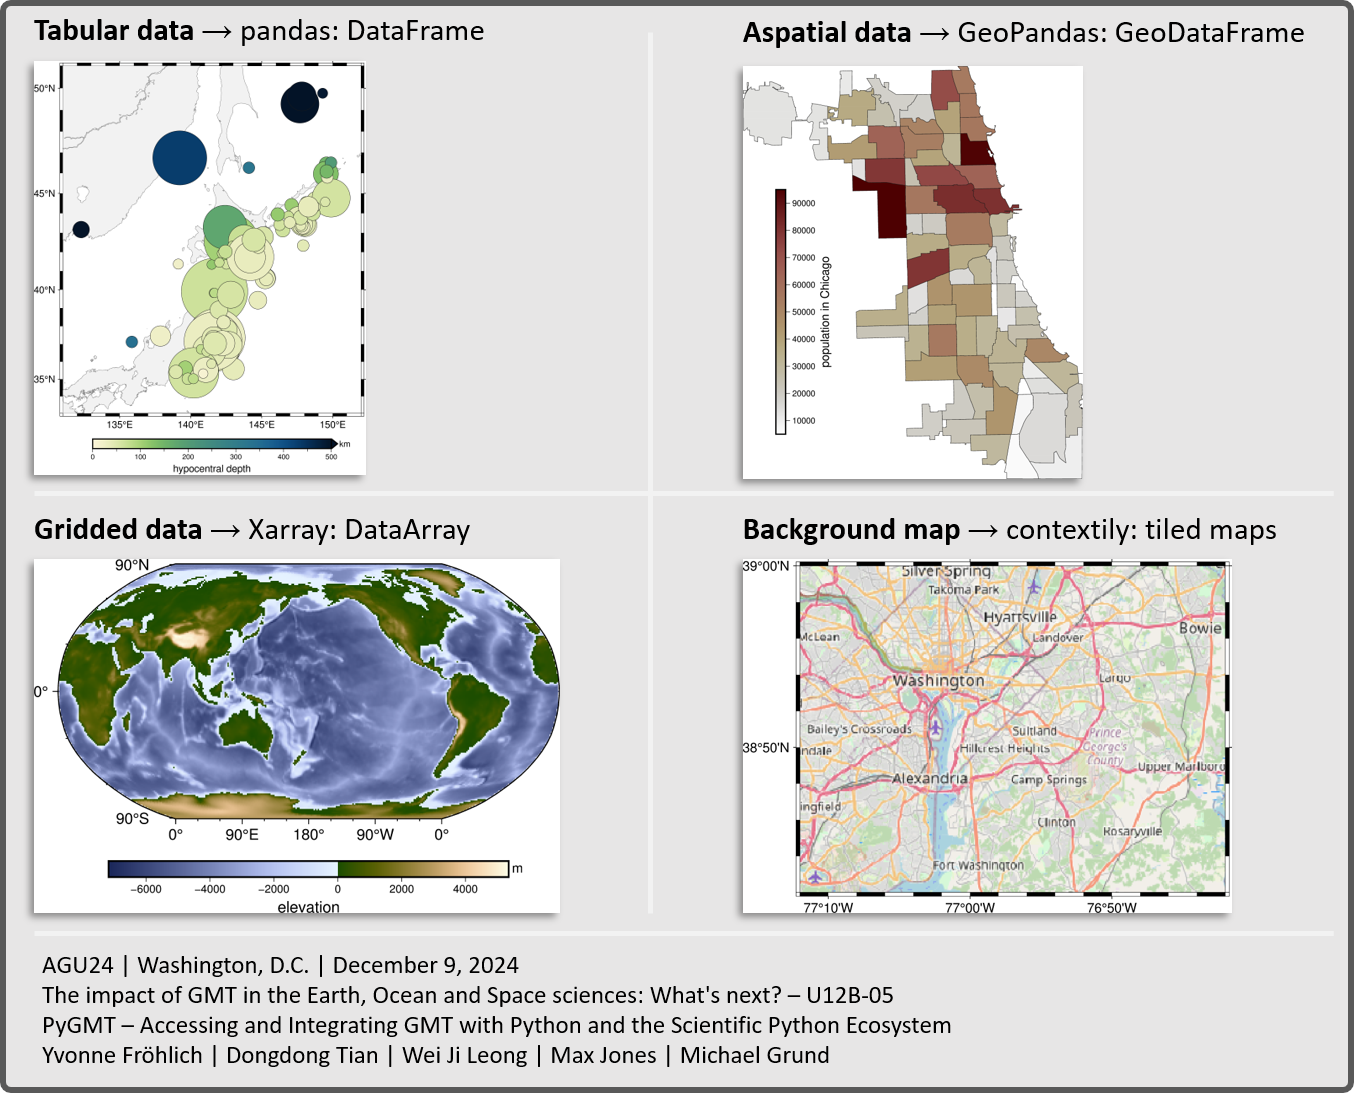 Tabular data → pandas: DataFrame
50°N
45°N
40°N
35°N
135°E 140°E 145°E 150°E
km
0 100 200 300 400 500
hypocentral depth
Aspatial data → GeoPandas: GeoDataFrame
90000
80000
70000
60000
50000
40000
30000
20000
10000
population in Chicago
Gridded data → Xarray: DataArray
90°N
0°
90°S
0° 90°E 180° 90°W 0°
m
−6000 −4000 −2000 0 2000 4000
elevation
Background map → contextily: tiled maps
39°00'N
38°50'N
Silver Spring
Takoma Park
Hyattsville
McLean
Landover
Bowie
Washington
Largo
Bailey's Crossroads
Suitland
Prince
George's
County
ndale
Hillcrest Heights
Upper Marlboro
Alexandria
Camp Springs
ingfield
Clinton
Rosaryville
Fort Washington
77°10'W 77°00'W 76°50'W
AGU24 | Washington, D.C. | December 9, 2024
The impact of GMT in the Earth, Ocean and Space sciences: What's next? – U12B-05
PyGMT – Accessing and Integrating GMT with Python and the Scientific Python Ecosystem
Yvonne Fröhlich | Dongdong Tian | Wei Ji Leong | Max Jones | Michael Grund